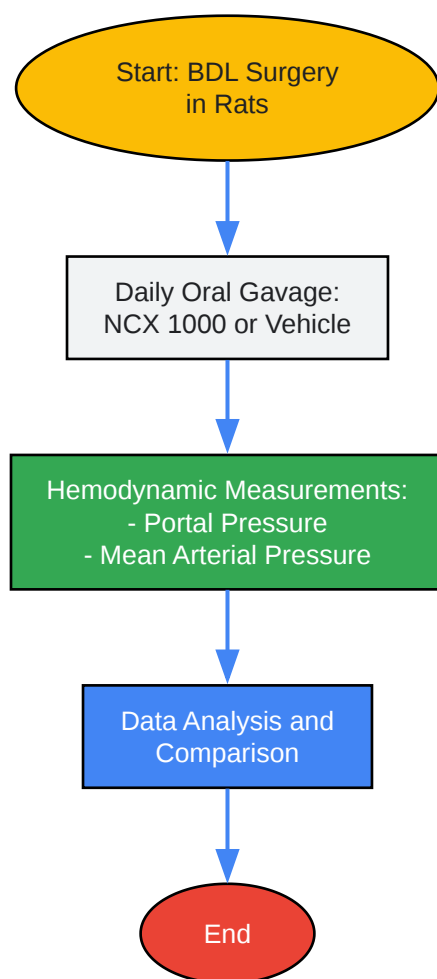 Start: BDL Surgery
in Rats
Daily Oral Gavage:
NCX 1000 or Vehicle
Hemodynamic Measurements:
- Portal Pressure
- Mean Arterial Pressure
Data Analysis and
Comparison
End